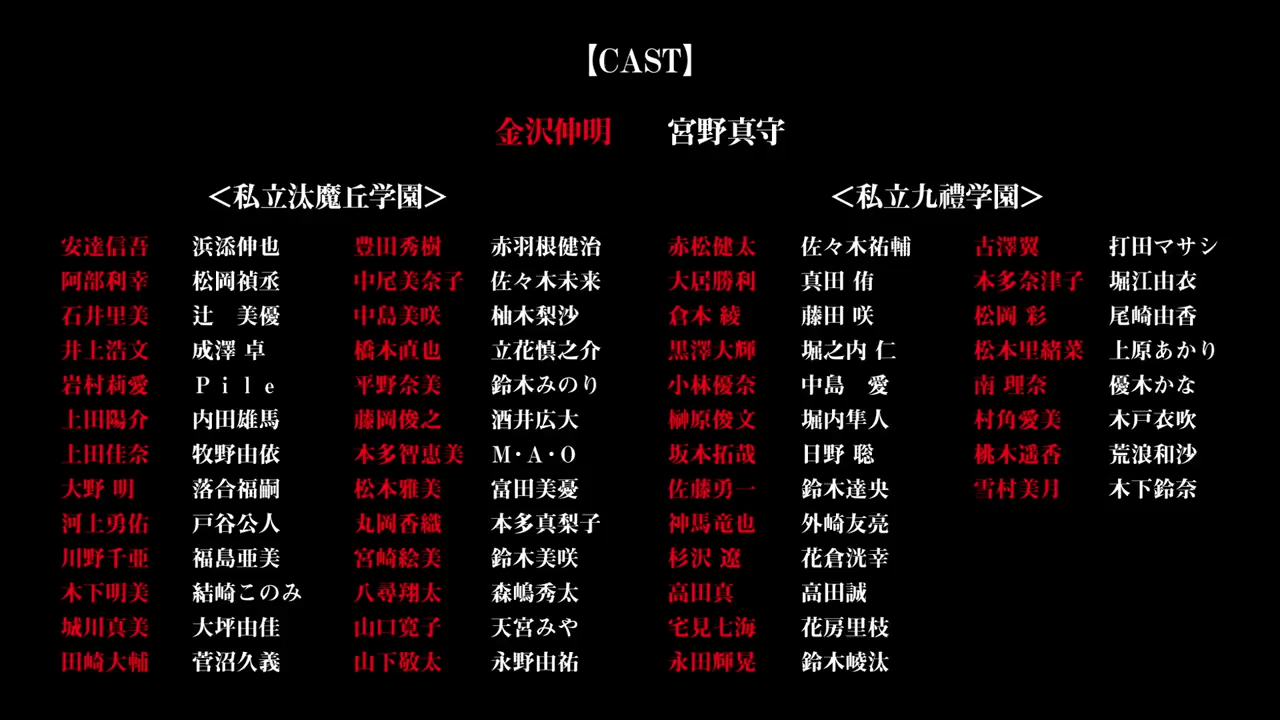 【CAST】
金沢伸明 宮野真守
＜私立汰魔丘学園＞
安達信吾 浜添伸也 豊田秀樹 赤羽根健治
阿部利幸 松岡禎丞 中尾美奈子 佐々木未来
石井里美 辻　美優 中島美咲 柚木梨沙
井上浩文 成澤 卓 橋本直也 立花慎之介
岩村莉愛 Ｐｉｌｅ 平野奈美 鈴木みのり
上田陽介 内田雄馬 藤岡俊之 酒井広大
上田佳奈 牧野由依 本多智恵美 M・A・O
大野 明 落合福嗣 松本雅美 富田美憂
河上勇佑 戸谷公人 丸岡香織 本多真梨子
川野千亜 福島亜美 宮崎絵美 鈴木美咲
木下明美 結崎このみ 八尋翔太 森嶋秀太
城川真美 大坪由佳 山口寛子 天宮みや
田崎大輔 菅沼久義 山下敬太 永野由祐
＜私立九禮学園＞
赤松健太 佐々木祐輔 古澤翼 打田マサシ
大居勝利 真田 侑 本多奈津子 堀江由衣
倉本 綾 藤田 咲 松岡 彩 尾崎由香
黒澤大輝 堀之内 仁 松本里緒菜 上原あかり
小林優奈 中島　愛 南 理奈 優木かな
榊原俊文 堀内隼人 村角愛美 木戸衣吹
坂本拓哉 日野 聡 桃木遥香 荒浪和沙
佐藤勇一 鈴木達央 雪村美月 木下鈴奈
神馬竜也 外崎友亮
杉沢 遼 花倉洸幸
高田真 高田誠
宅見七海 花房里枝
永田輝晃 鈴木崚汰